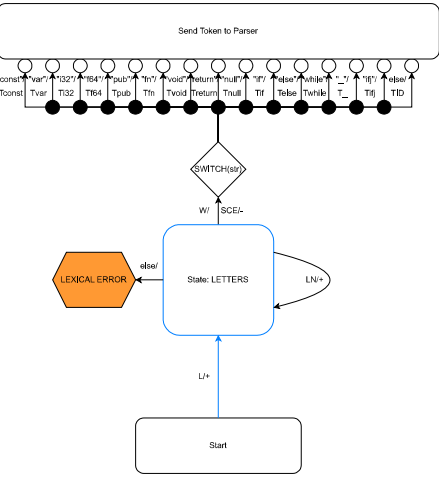 Send Token to Parser
const"/ "var"/ "i32"/ "f64"/ "pub"/ "fn"/ "void"/ "return"/ "null"/ "if"/ "else"/ "while"/ "_"/ "ifj"/ else/
Tconst Tvar Ti32 Tf64 Tpub Tfn Tvoid Treturn Tnull Tif Telse Twhile T_ Tifj TID
SWITCH(str)
W/ SCE/-
else/
LEXICAL ERROR
State: LETTERS
LN/+
L/+
Start